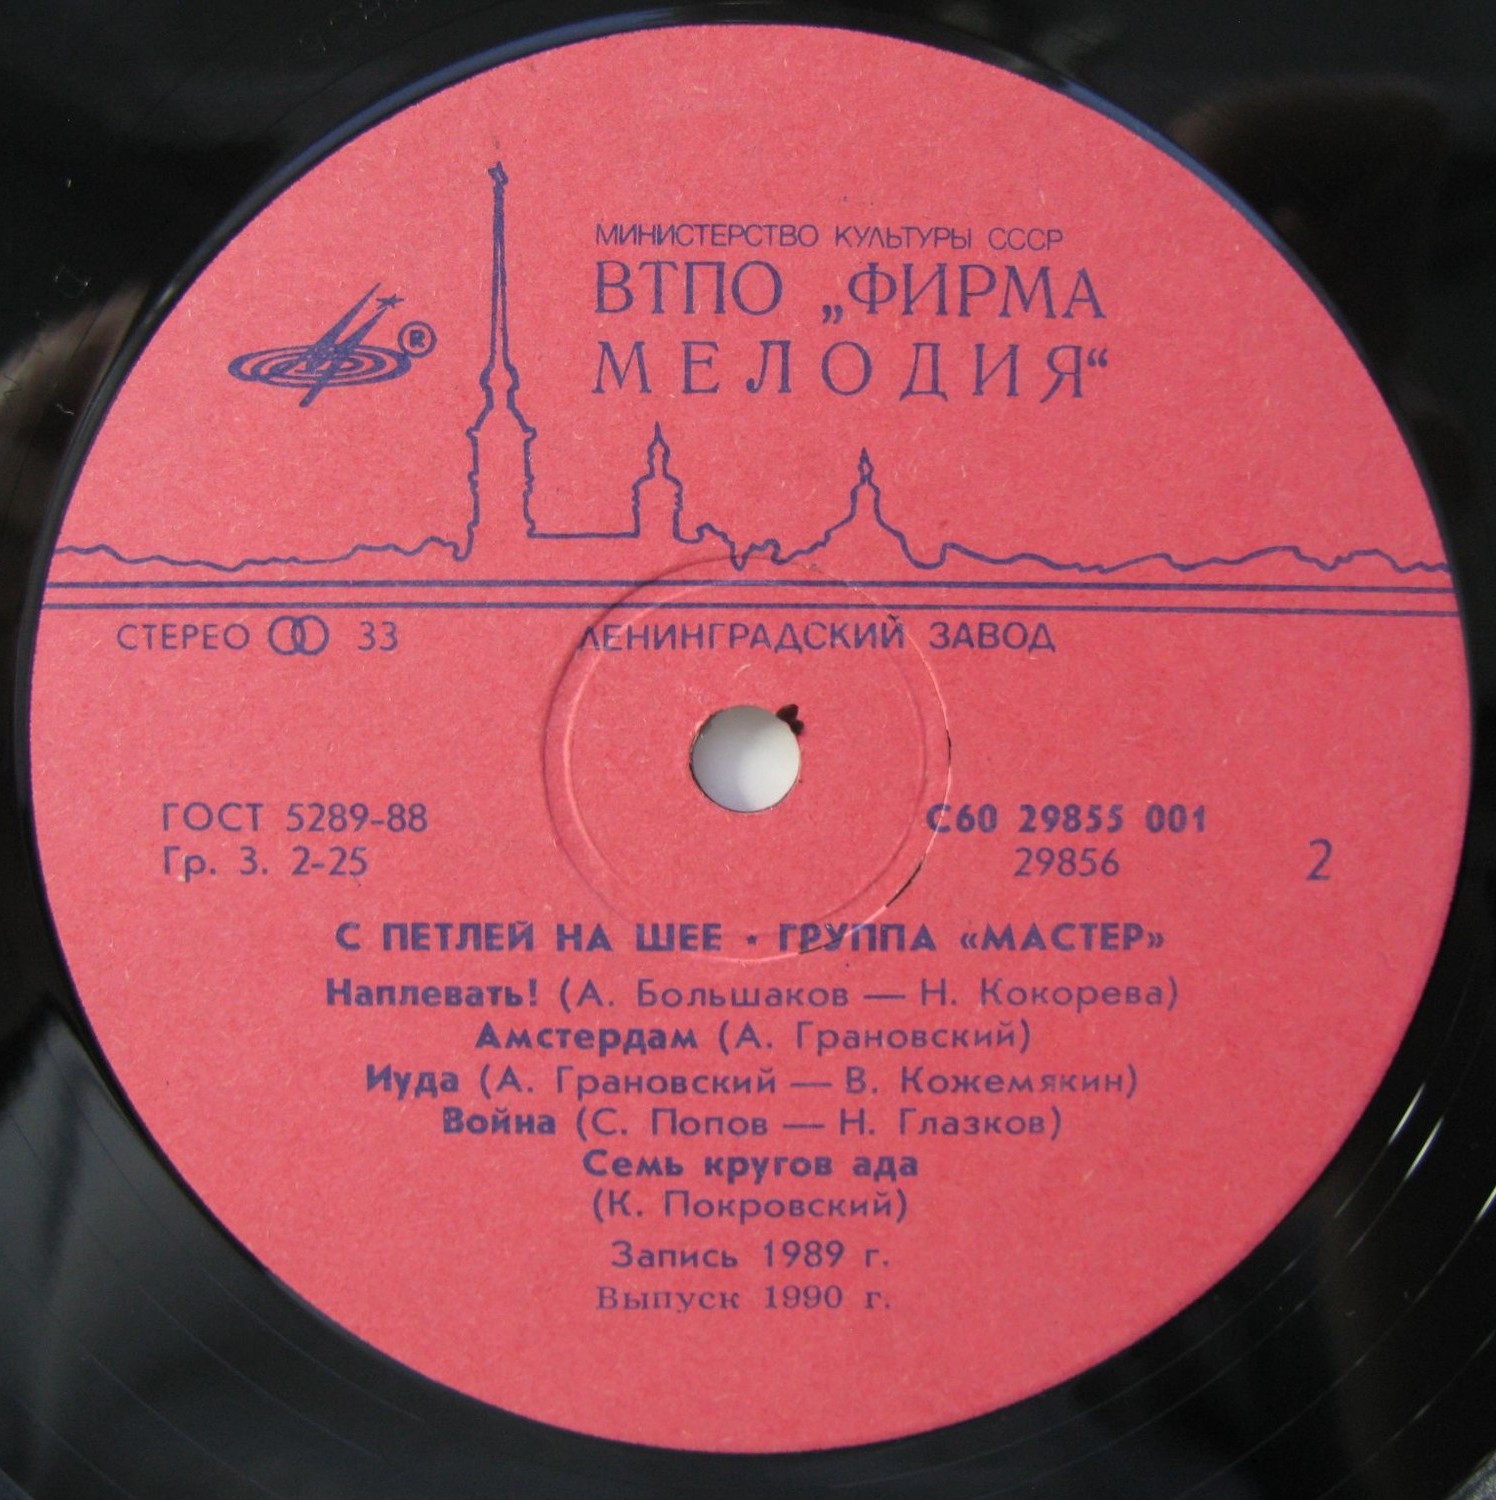 МИНИСТЕРСТВО КУЛЬТУРЫ СССР
ВТПО „ФИРМА
МЕЛОДИЯ“
®
СТЕРЕО 33 ЛЕНИНГРАДСКИЙ ЗАВОД
ГОСТ 5289-88 С60 29855 001
Гр. 3. 2-25 29856 2
С ПЕТЛЕЙ НА ШЕЕ · ГРУППА «МАСТЕР»
Наплевать! (А. Большаков — Н. Кокорева)
Амстердам (А. Грановский)
Иуда (А. Грановский — В. Кожемякин)
Война (С. Попов — Н. Глазков)
Семь кругов ада
(К. Покровский)
Запись 1989 г.
Выпуск 1990 г.